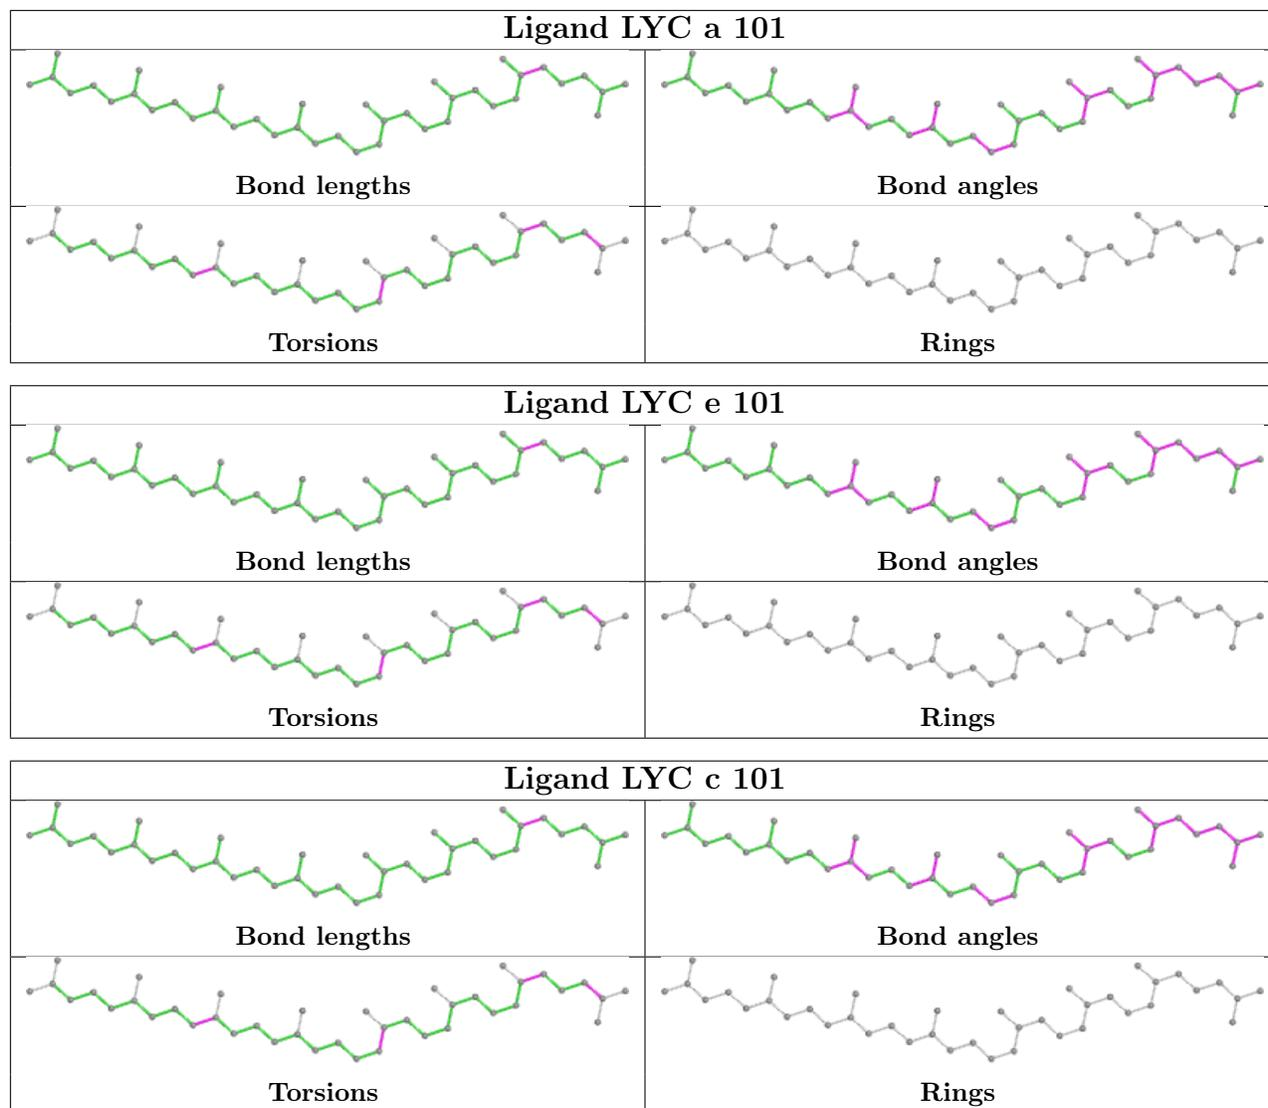 Ligand LYC a 101
Bond lengths
Bond angles
Torsions
Rings
Ligand LYC e 101
Bond lengths
Bond angles
Torsions
Rings
Ligand LYC c 101
Bond lengths
Bond angles
Torsions
Rings